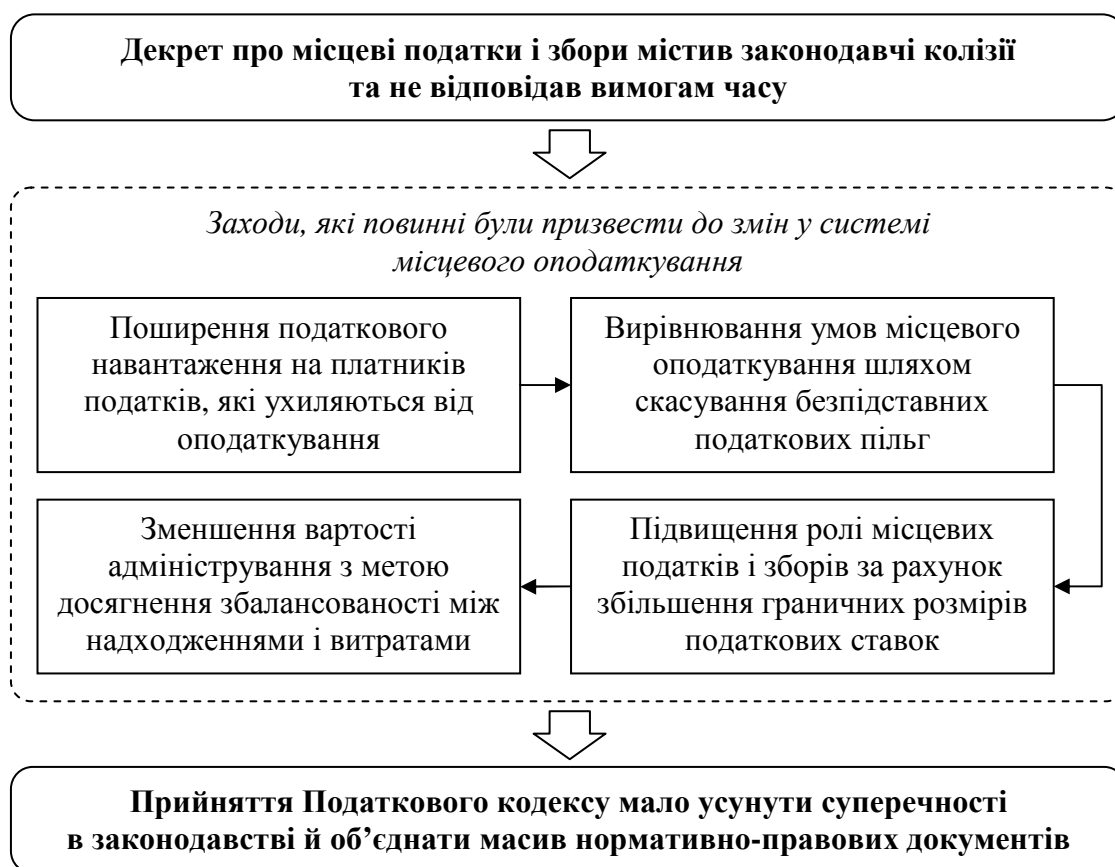 Декрет про місцеві податки і збори містив законодавчі колізії
та не відповідав вимогам часу
Заходи, які повинні були призвести до змін у системі
місцевого оподаткування
Поширення податкового
навантаження на платників
податків, які ухиляються від
оподаткування
Вирівнювання умов місцевого
оподаткування шляхом
скасування безпідставних
податкових пільг
Підвищення ролі місцевих
податків і зборів за рахунок
збільшення граничних розмірів
податкових ставок
Зменшення вартості
адміністрування з метою
досягнення збалансованості між
надходженнями і витратами
Прийняття Податкового кодексу мало усунути суперечності
в законодавстві й об’єднати масив нормативно-правових документів